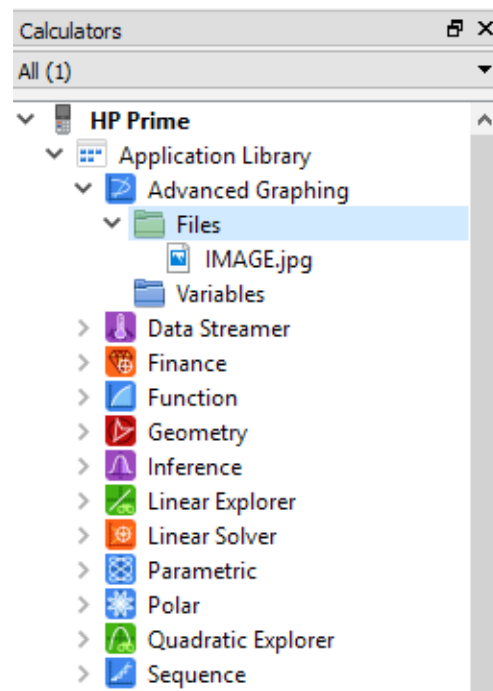 Calculators
All (1)
HP Prime
Application Library
Advanced Graphing
Files
IMAGE.jpg
Variables
Data Streamer
Finance
Function
Geometry
Inference
Linear Explorer
Linear Solver
Parametric
Polar
Quadratic Explorer
Sequence